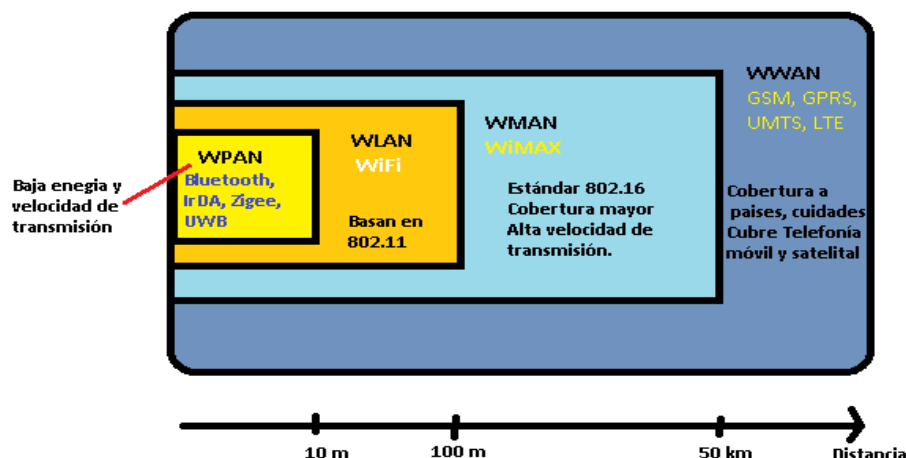 Baja enegia y
velocidad de
transmisión
WPAN
Bluetooth,
IrDA, Zigee,
UWB
WLAN
WiFi
Basan en
802.11
WMAN
WiMAX
Estándar 802.16
Cobertura mayor
Alta velocidad de
transmisión.
WWAN
GSM, GPRS,
UMTS, LTE
Cobertura a
paises, cuidades
Cubre Telefonía
móvil y satelital
10 m
100 m
50 km
Distancia